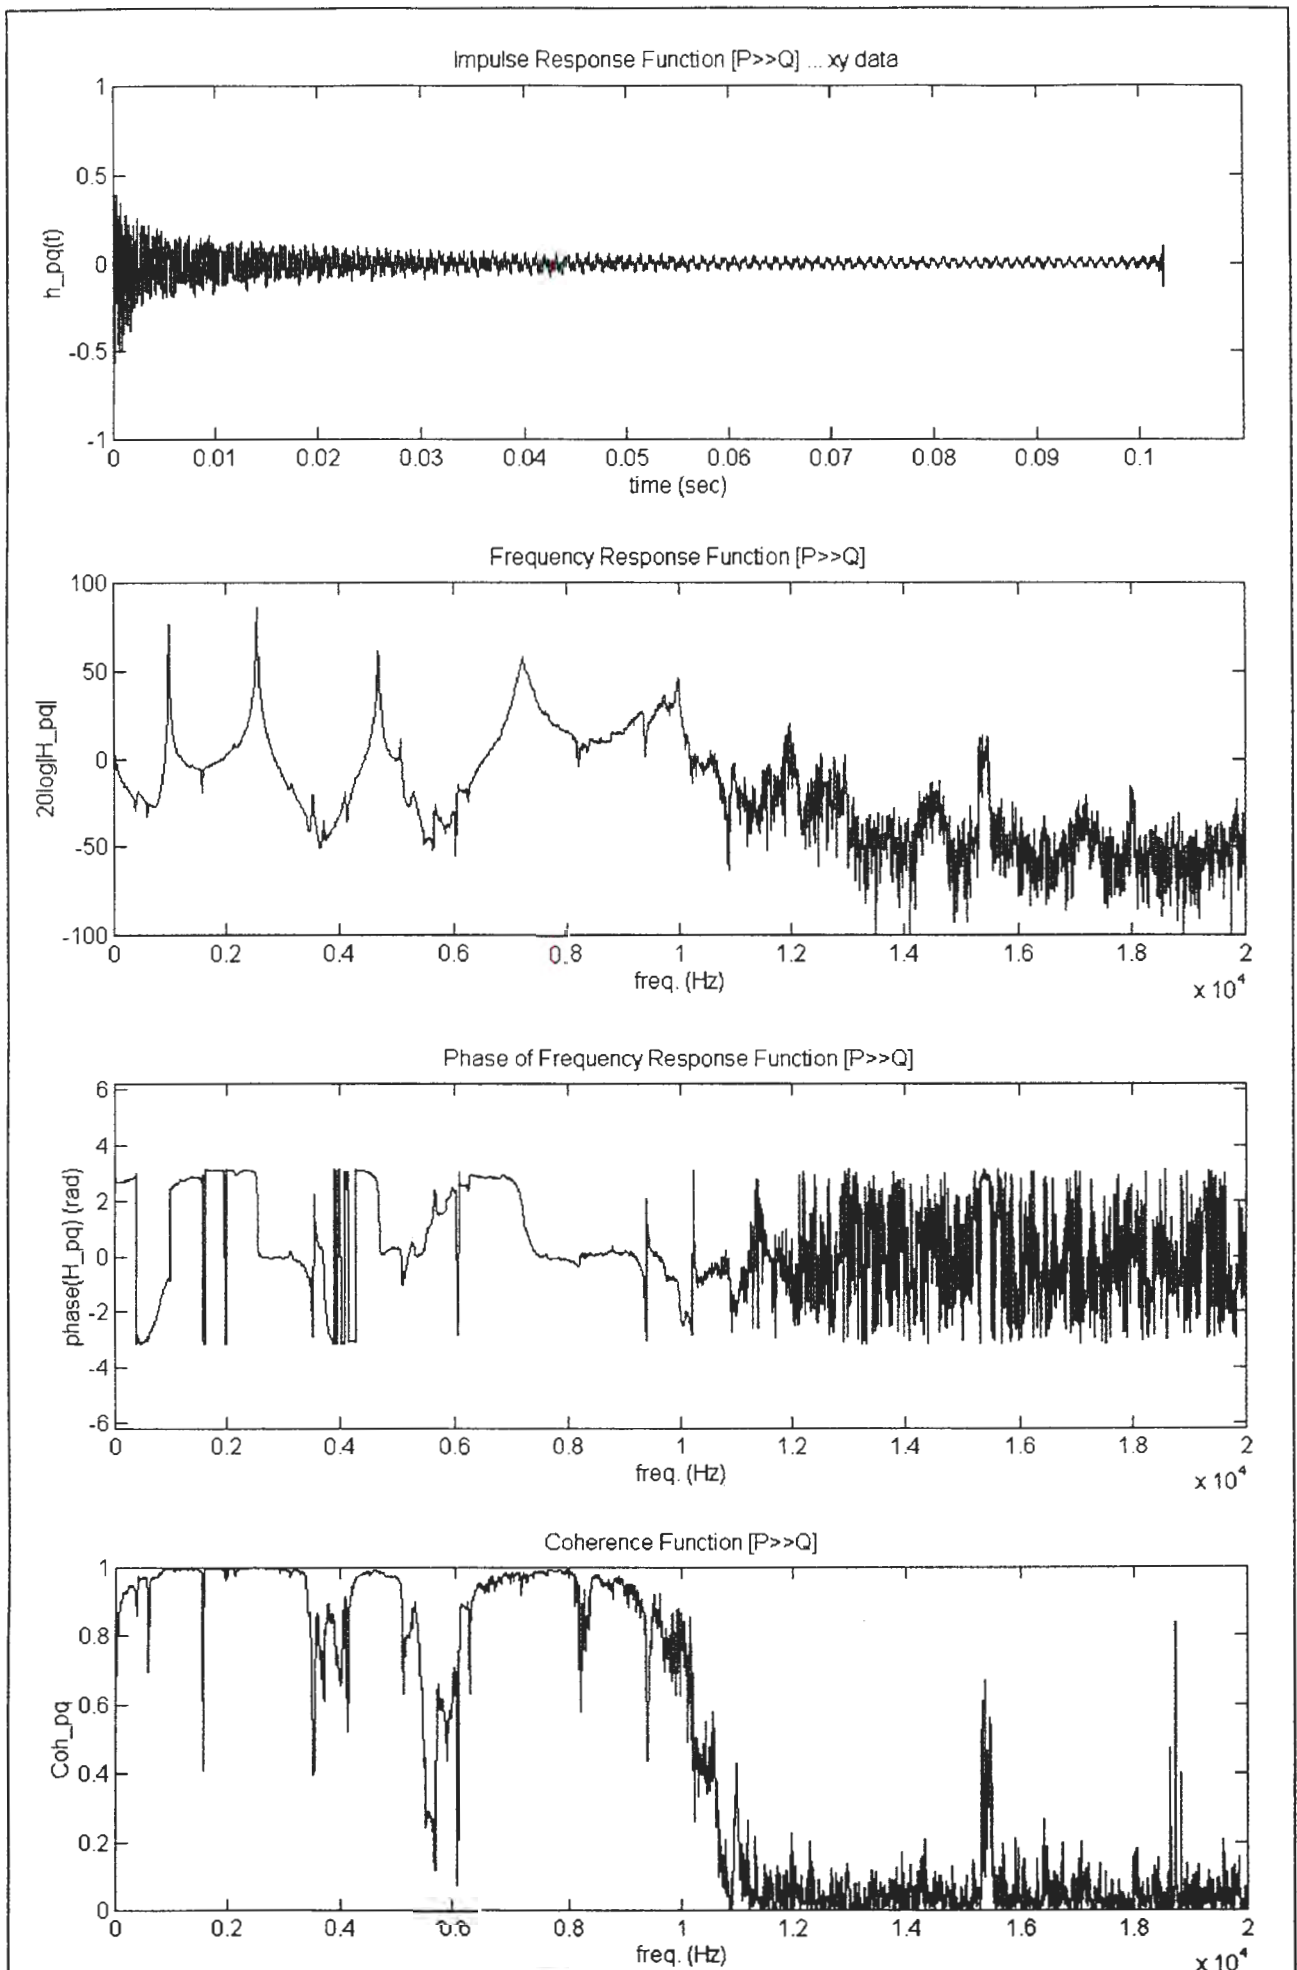 Impulse Response Function [P>>Q] ... xy data
1
0.5
0
-0.5
-1
h_pq(t)
0 0.01 0.02 0.03 0.04 0.05 0.06 0.07 0.08 0.09 0.1
time (sec)
Frequency Response Function [P>>Q]
100
50
0
-50
-100
20log|H_pq|
0 0.2 0.4 0.6 0.8 1 1.2 1.4 1.6 1.8 2
freq. (Hz)
x 10^4
Phase of Frequency Response Function [P>>Q]
6
4
2
0
-2
-4
-6
phase(H_pq) (rad)
0 0.2 0.4 0.6 0.8 1 1.2 1.4 1.6 1.8 2
freq. (Hz)
x 10^4
Coherence Function [P>>Q]
1
0.8
0.6
0.4
0.2
0
Coh_pq
0 0.2 0.4 0.6 0.8 1 1.2 1.4 1.6 1.8 2
freq. (Hz)
x 10^4